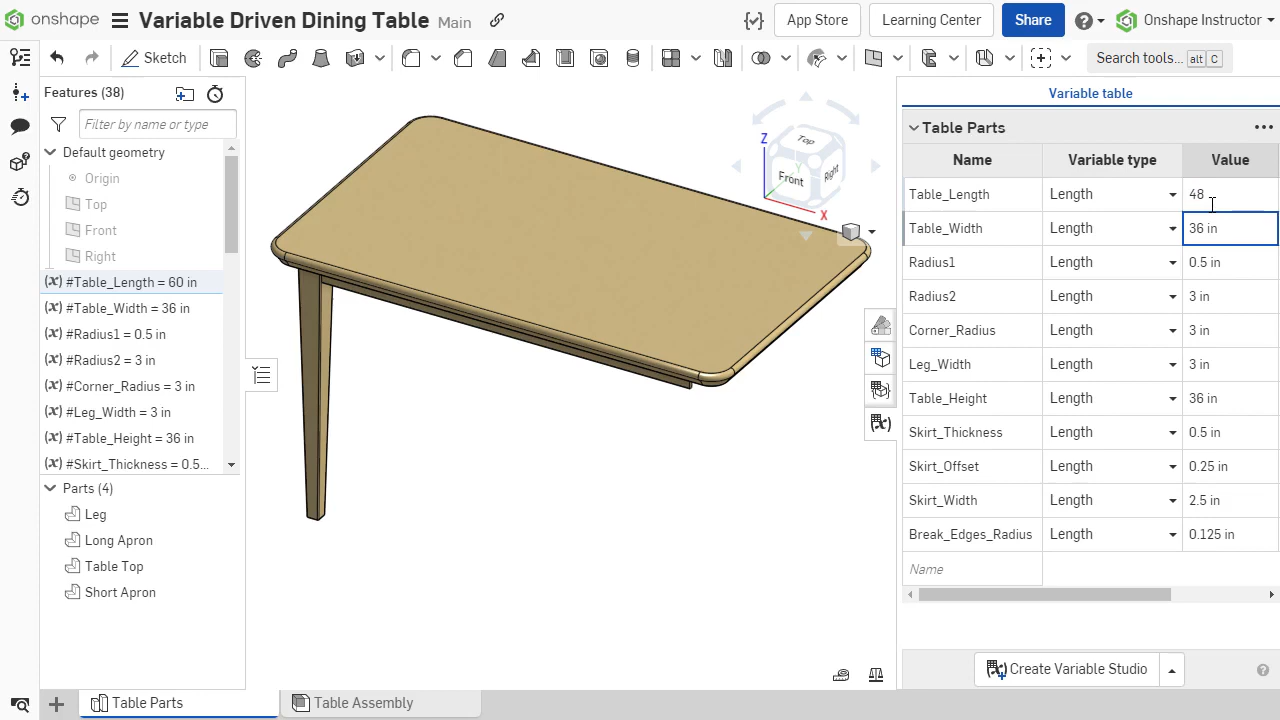 onshape
Variable Driven Dining Table Main
App Store
Learning Center
Share
Onshape Instructor
Sketch
Search tools... alt C
Features (38)
Filter by name or type
Default geometry
Origin
Top
Front
Right
(x) #Table_Length = 60 in
(x) #Table_Width = 36 in
(x) #Radius1 = 0.5 in
(x) #Radius2 = 3 in
(x) #Corner_Radius = 3 in
(x) #Leg_Width = 3 in
(x) #Table_Height = 36 in
(x) #Skirt_Thickness = 0.5...
Parts (4)
Leg
Long Apron
Table Top
Short Apron
Z
Top
Front
Right
X
Variable table
Table Parts
Name Variable type Value
Table_Length Length 48
Table_Width Length 36 in
Radius1 Length 0.5 in
Radius2 Length 3 in
Corner_Radius Length 3 in
Leg_Width Length 3 in
Table_Height Length 36 in
Skirt_Thickness Length 0.5 in
Skirt_Offset Length 0.25 in
Skirt_Width Length 2.5 in
Break_Edges_Radius Length 0.125 in
Name
Create Variable Studio
Table Parts
Table Assembly